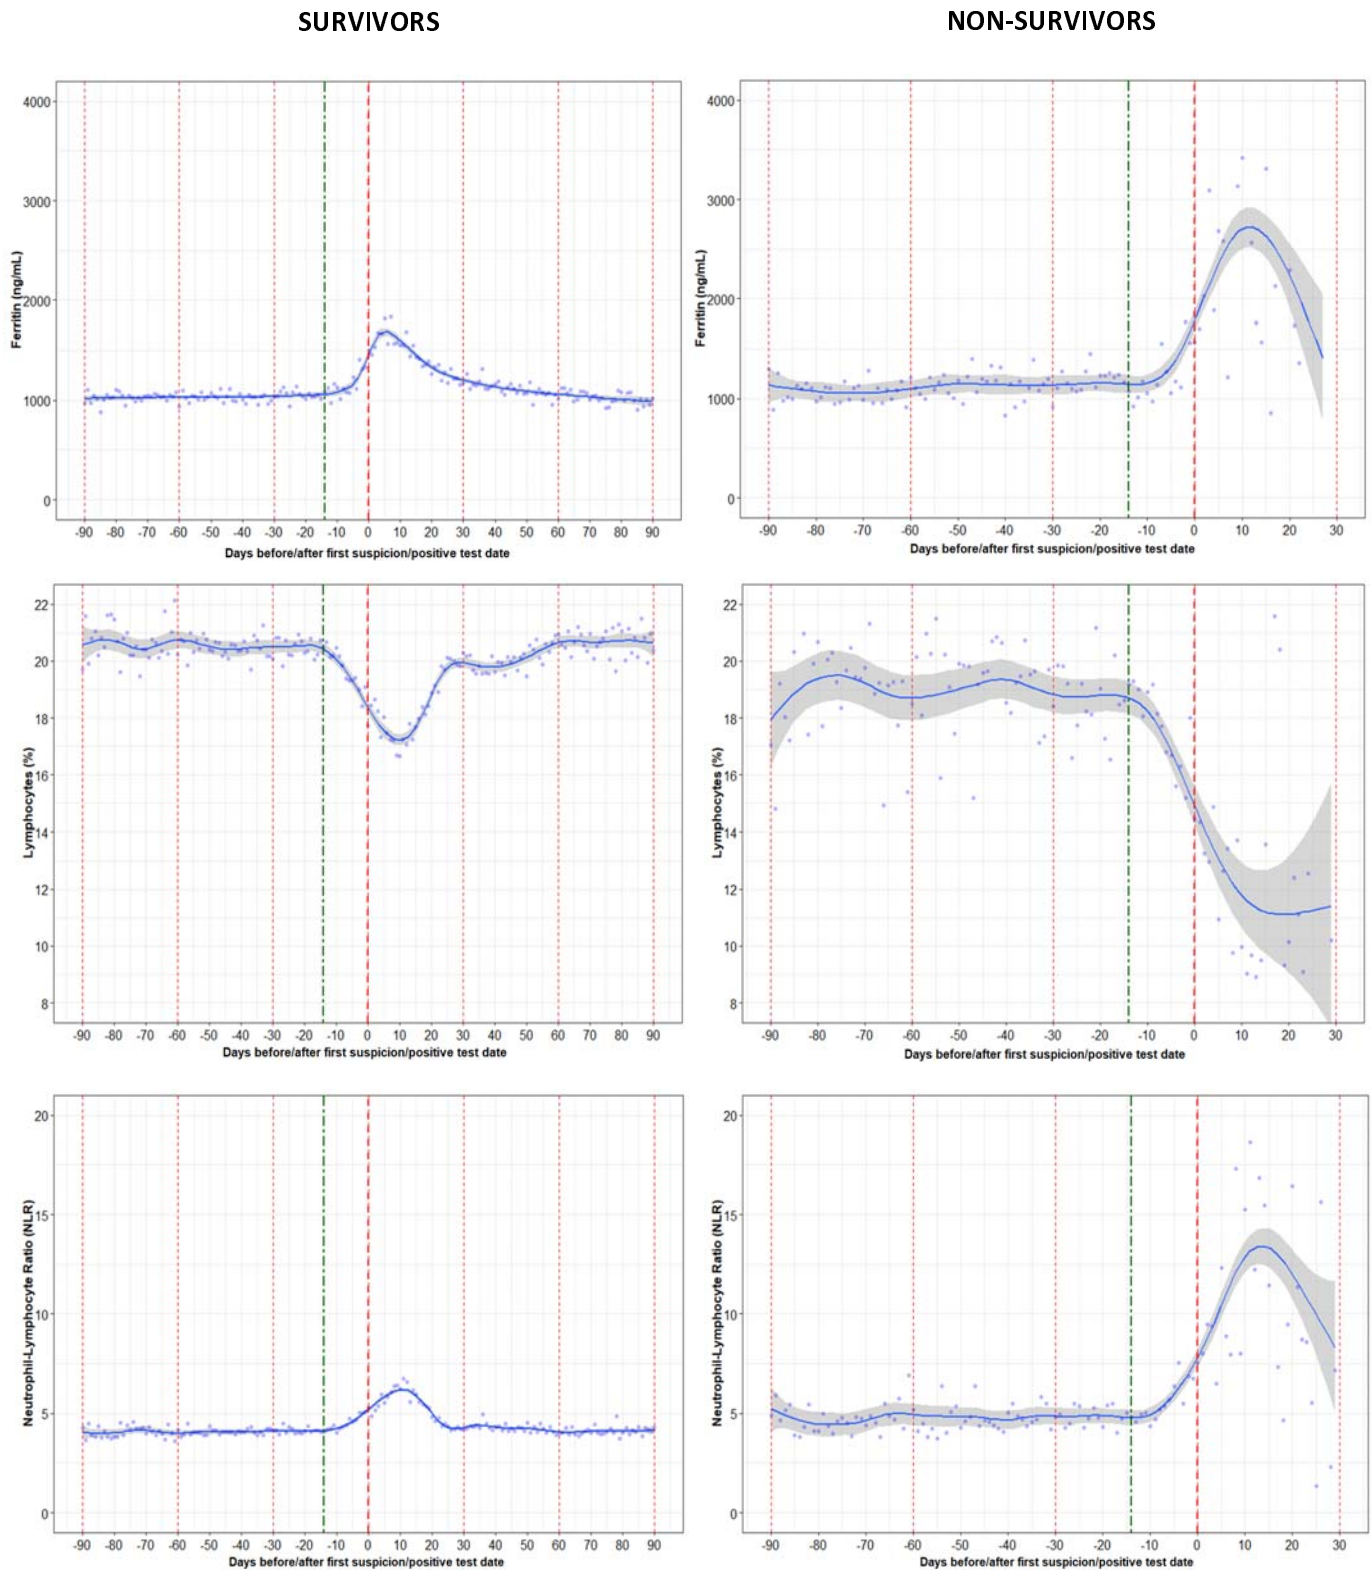 SURVIVORS
NON-SURVIVORS
Ferritin (ng/mL)
4000
3000
2000
1000
0
-90 -80 -70 -60 -50 -40 -30 -20 -10 0 10 20 30 40 50 60 70 80 90
Days before/after first suspicion/positive test date
Ferritin (ng/mL)
4000
3000
2000
1000
0
-90 -80 -70 -60 -50 -40 -30 -20 -10 0 10 20 30
Days before/after first suspicion/positive test date
Lymphocytes (%)
22
20
18
16
14
12
10
8
-90 -80 -70 -60 -50 -40 -30 -20 -10 0 10 20 30 40 50 60 70 80 90
Days before/after first suspicion/positive test date
Lymphocytes (%)
22
20
18
16
14
12
10
8
-90 -80 -70 -60 -50 -40 -30 -20 -10 0 10 20 30
Days before/after first suspicion/positive test date
Neutrophil-Lymphocyte Ratio (NLR)
20
15
10
5
0
-90 -80 -70 -60 -50 -40 -30 -20 -10 0 10 20 30 40 50 60 70 80 90
Days before/after first suspicion/positive test date
Neutrophil-Lymphocyte Ratio (NLR)
20
15
10
5
0
-90 -80 -70 -60 -50 -40 -30 -20 -10 0 10 20 30
Days before/after first suspicion/positive test date